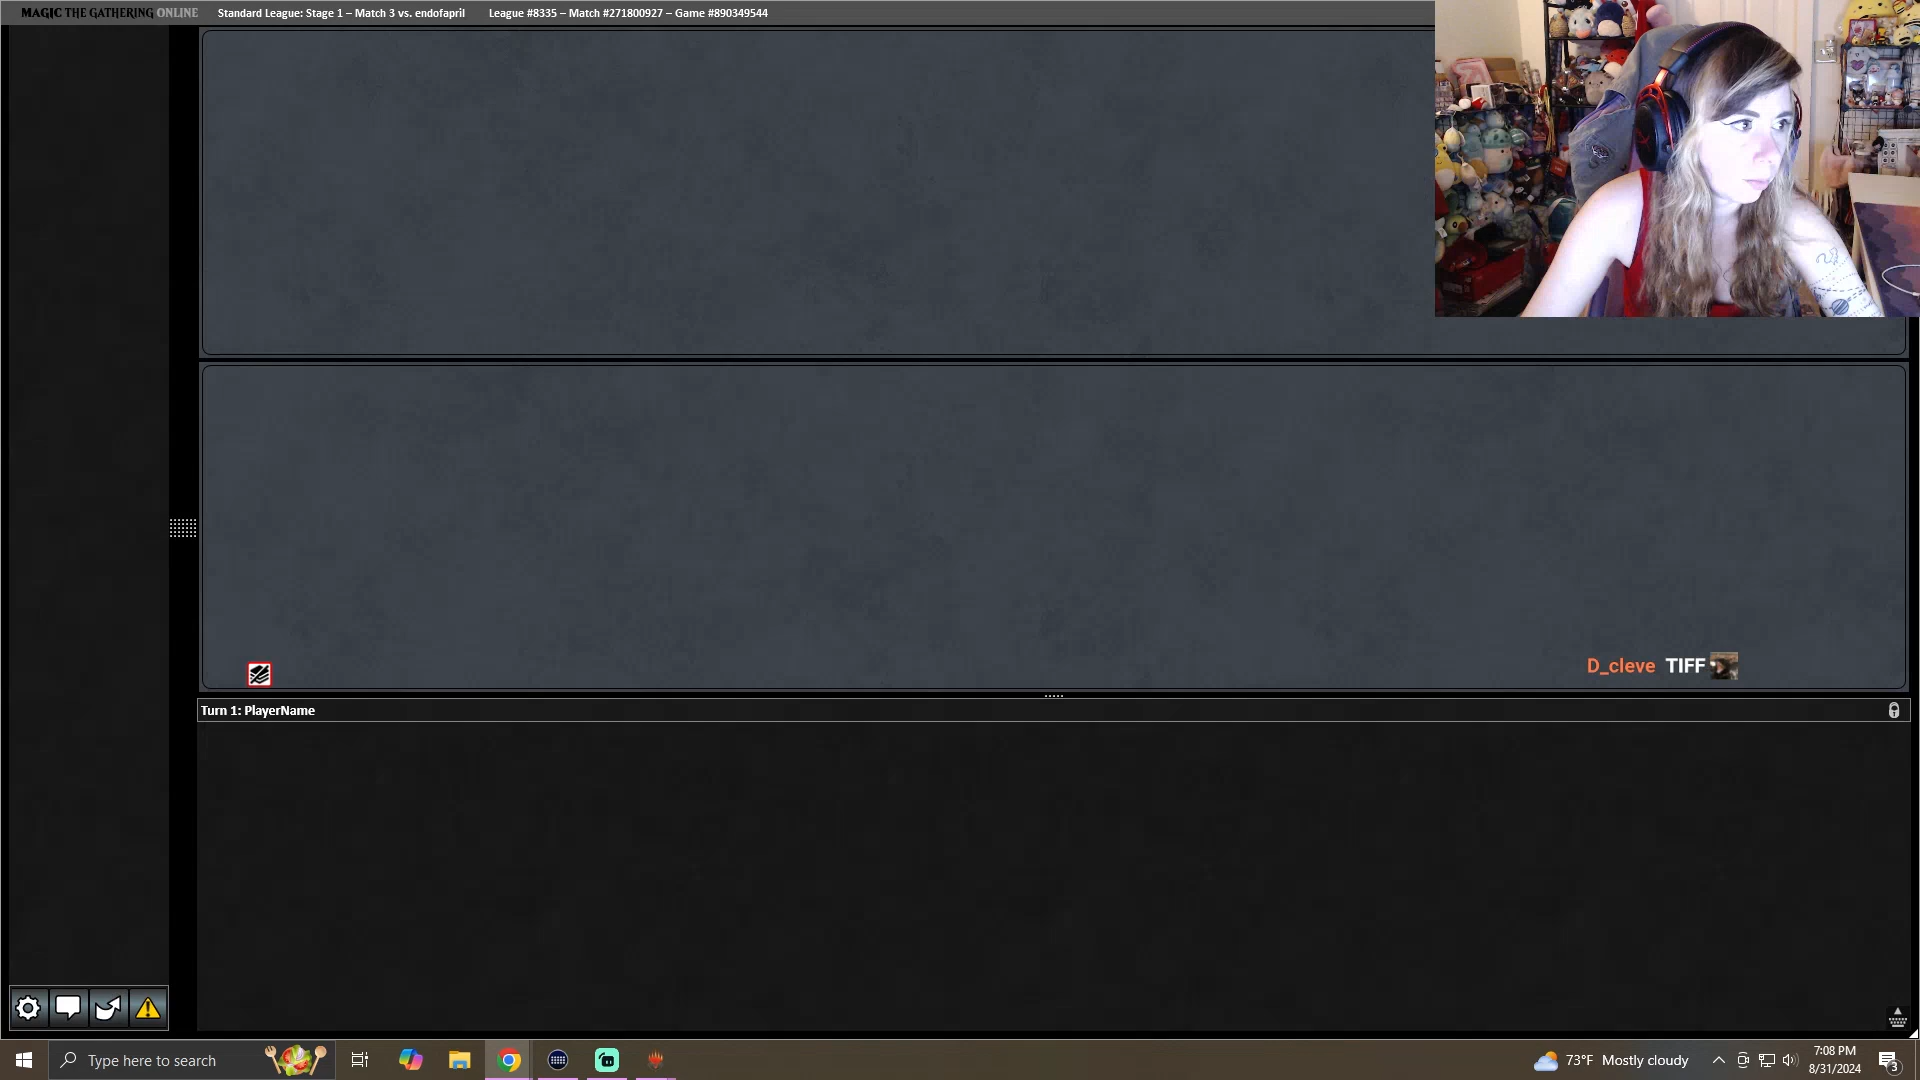 MAGIC THE GATHERING ONLINE Standard League: Stage 1 – Match 3 vs. endofapril League #8335 – Match #271800927 – Game #890349544
D_cleve TIFF
Turn 1: PlayerName
Type here to search
73°F Mostly cloudy
7:08 PM
8/31/2024
3